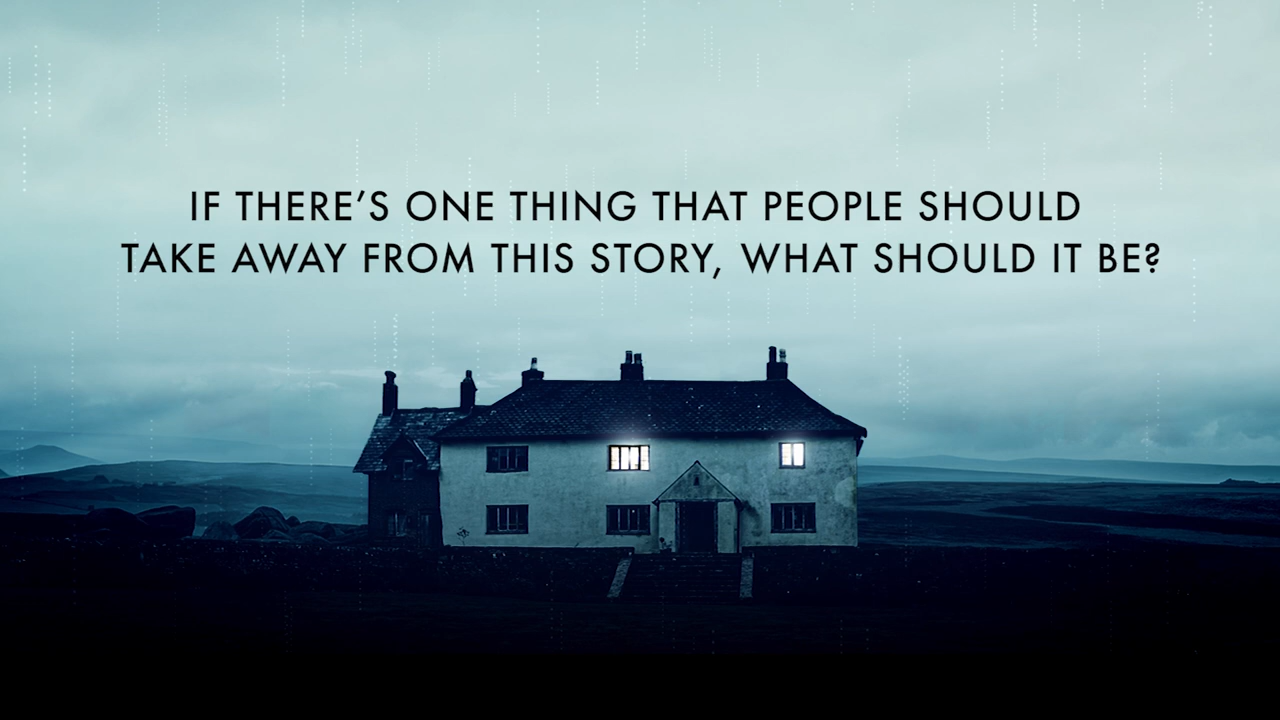 IF THERE’S ONE THING THAT PEOPLE SHOULD
TAKE AWAY FROM THIS STORY, WHAT SHOULD IT BE?